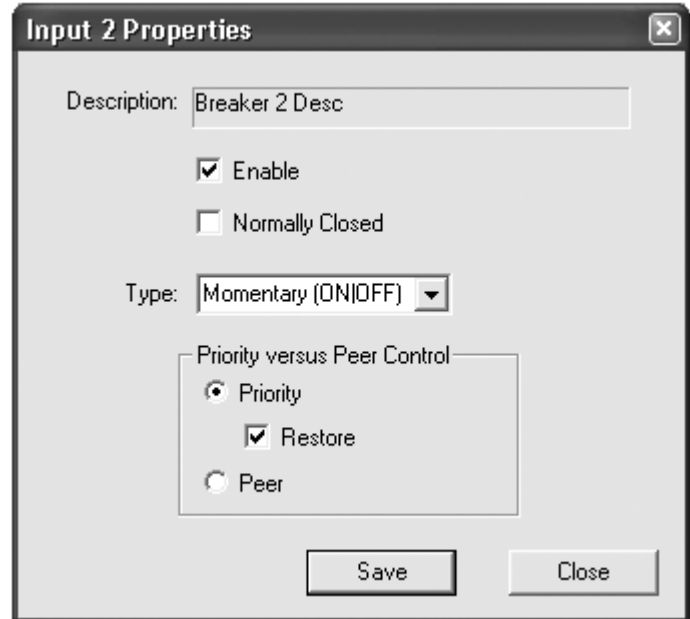 Input 2 Properties
Description: Breaker 2 Desc
Enable
Normally Closed
Type: Momentary (ON|OFF)
Priority versus Peer Control
Priority
Restore
Peer
Save Close